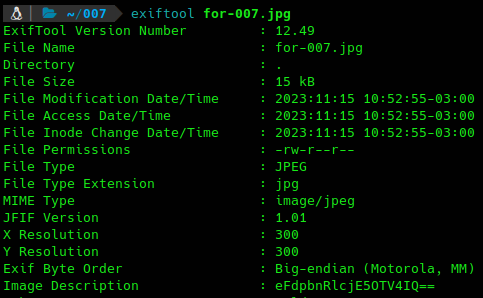 ~/007 exiftool for-007.jpg
ExifTool Version Number : 12.49
File Name : for-007.jpg
Directory : .
File Size : 15 kB
File Modification Date/Time : 2023:11:15 10:52:55-03:00
File Access Date/Time : 2023:11:15 10:52:55-03:00
File Inode Change Date/Time : 2023:11:15 10:52:55-03:00
File Permissions : -rw-r--r--
File Type : JPEG
File Type Extension : jpg
MIME Type : image/jpeg
JFIF Version : 1.01
X Resolution : 300
Y Resolution : 300
Exif Byte Order : Big-endian (Motorola, MM)
Image Description : eFdpbnRlcjE5OTV4IQ==